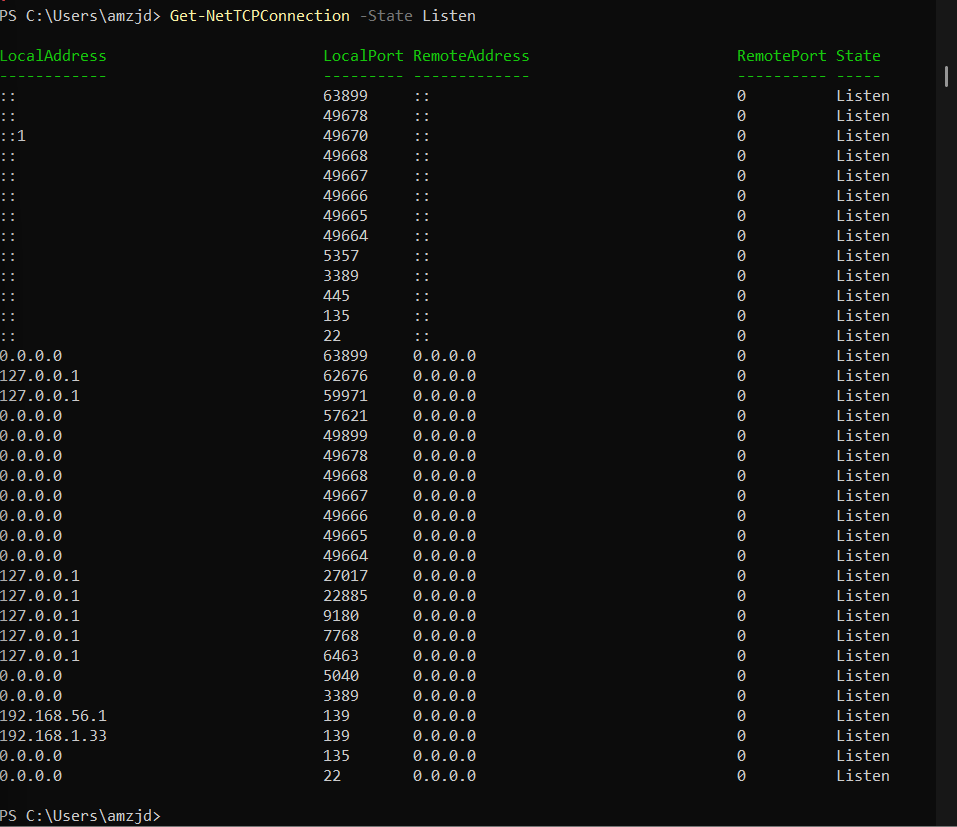 PS C:\Users\amzjd> Get-NetTCPConnection -State Listen
LocalAddress LocalPort RemoteAddress RemotePort State
------------ --------- ------------- ---------- -----
:: 63899 :: 0 Listen
:: 49678 :: 0 Listen
::1 49670 :: 0 Listen
:: 49668 :: 0 Listen
:: 49667 :: 0 Listen
:: 49666 :: 0 Listen
:: 49665 :: 0 Listen
:: 49664 :: 0 Listen
:: 5357 :: 0 Listen
:: 3389 :: 0 Listen
:: 445 :: 0 Listen
:: 135 :: 0 Listen
:: 22 :: 0 Listen
0.0.0.0 63899 0.0.0.0 0 Listen
127.0.0.1 62676 0.0.0.0 0 Listen
127.0.0.1 59971 0.0.0.0 0 Listen
0.0.0.0 57621 0.0.0.0 0 Listen
0.0.0.0 49899 0.0.0.0 0 Listen
0.0.0.0 49678 0.0.0.0 0 Listen
0.0.0.0 49668 0.0.0.0 0 Listen
0.0.0.0 49667 0.0.0.0 0 Listen
0.0.0.0 49666 0.0.0.0 0 Listen
0.0.0.0 49665 0.0.0.0 0 Listen
0.0.0.0 49664 0.0.0.0 0 Listen
127.0.0.1 27017 0.0.0.0 0 Listen
127.0.0.1 22885 0.0.0.0 0 Listen
127.0.0.1 9180 0.0.0.0 0 Listen
127.0.0.1 7768 0.0.0.0 0 Listen
127.0.0.1 6463 0.0.0.0 0 Listen
0.0.0.0 5040 0.0.0.0 0 Listen
0.0.0.0 3389 0.0.0.0 0 Listen
192.168.56.1 139 0.0.0.0 0 Listen
192.168.1.33 139 0.0.0.0 0 Listen
0.0.0.0 135 0.0.0.0 0 Listen
0.0.0.0 22 0.0.0.0 0 Listen
PS C:\Users\amzjd>